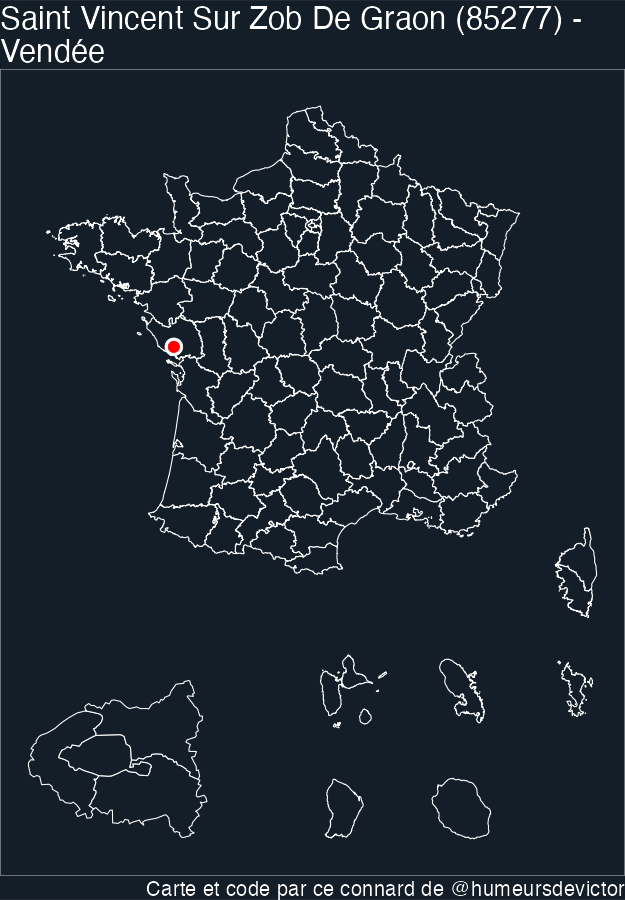 Saint Vincent Sur Zob De Graon (85277) -
Vendée
Carte et code par ce connard de @humeursdevictor